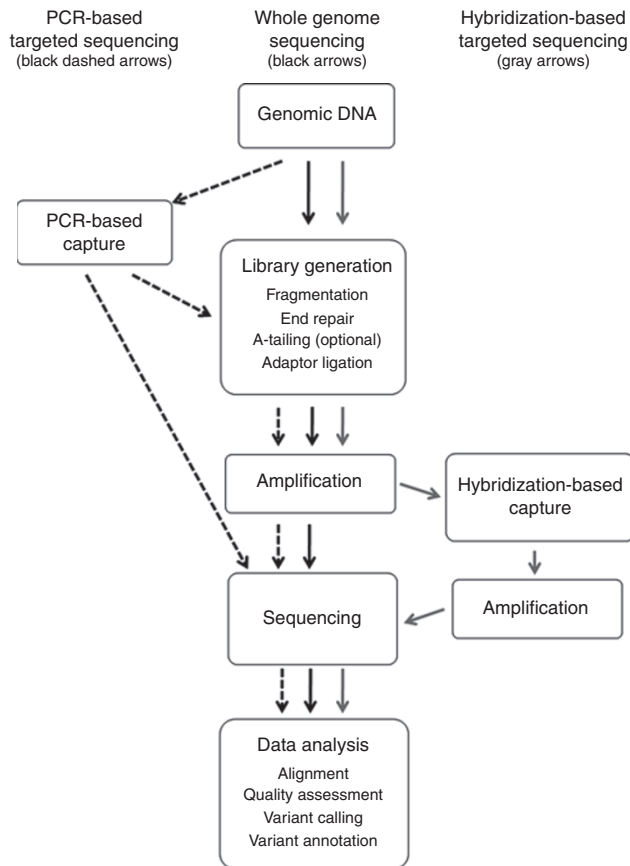 PCR-based
targeted sequencing
(black dashed arrows)
Whole genome
sequencing
(black arrows)
Hybridization-based
targeted sequencing
(gray arrows)
Genomic DNA
PCR-based
capture
Library generation
Fragmentation
End repair
A-tailing (optional)
Adaptor ligation
Amplification
Hybridization-based
capture
Amplification
Sequencing
Data analysis
Alignment
Quality assessment
Variant calling
Variant annotation